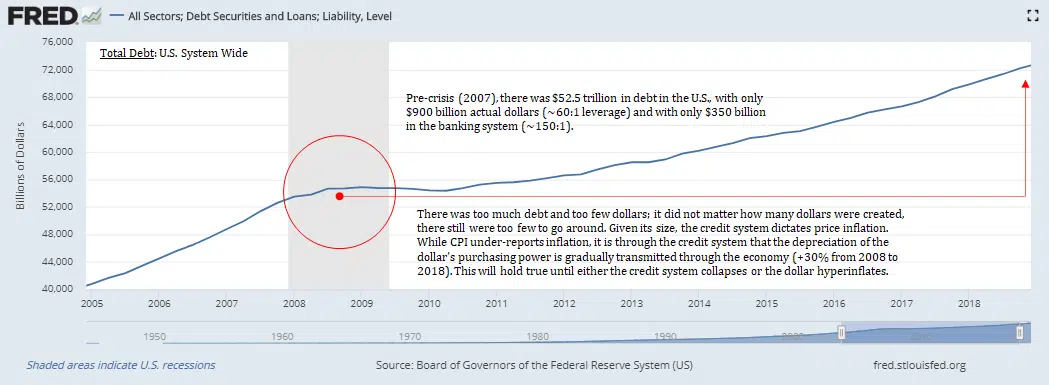 FRED
All Sectors; Debt Securities and Loans; Liability, Level
76,000
72,000
68,000
64,000
60,000
56,000
52,000
48,000
44,000
40,000
Billions of Dollars
Total Debt: U.S. System Wide
Pre-crisis (2007), there was $52.5 trillion in debt in the U.S., with only
$900 billion actual dollars (~60:1 leverage) and with only $350 billion
in the banking system (~150:1).
There was too much debt and too few dollars; it did not matter how many dollars were created,
there still were too few to go around. Given its size, the credit system dictates price inflation.
While CPI under-reports inflation, it is through the credit system that the depreciation of the
dollar's purchasing power is gradually transmitted through the economy (+30% from 2008 to
2018). This will hold true until either the credit system collapses or the dollar hyperinflates.
2005 2006 2007 2008 2009 2010 2011 2012 2013 2014 2015 2016 2017 2018
1950 1960 1970 1980 1990 2000
Shaded areas indicate U.S. recessions
Source: Board of Governors of the Federal Reserve System (US)
fred.stlouisfed.org